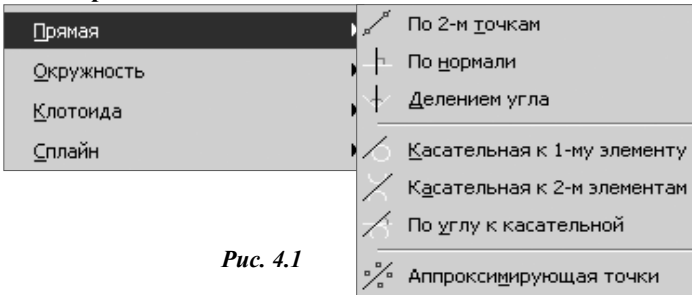 Прямая
Окружность
Клотоида
Сплайн
По 2-м точкам
По нормали
Делением угла
Касательная к 1-му элементу
Касательная к 2-м элементам
По углу к касательной
Аппроксимирующая точки
Рис. 4.1